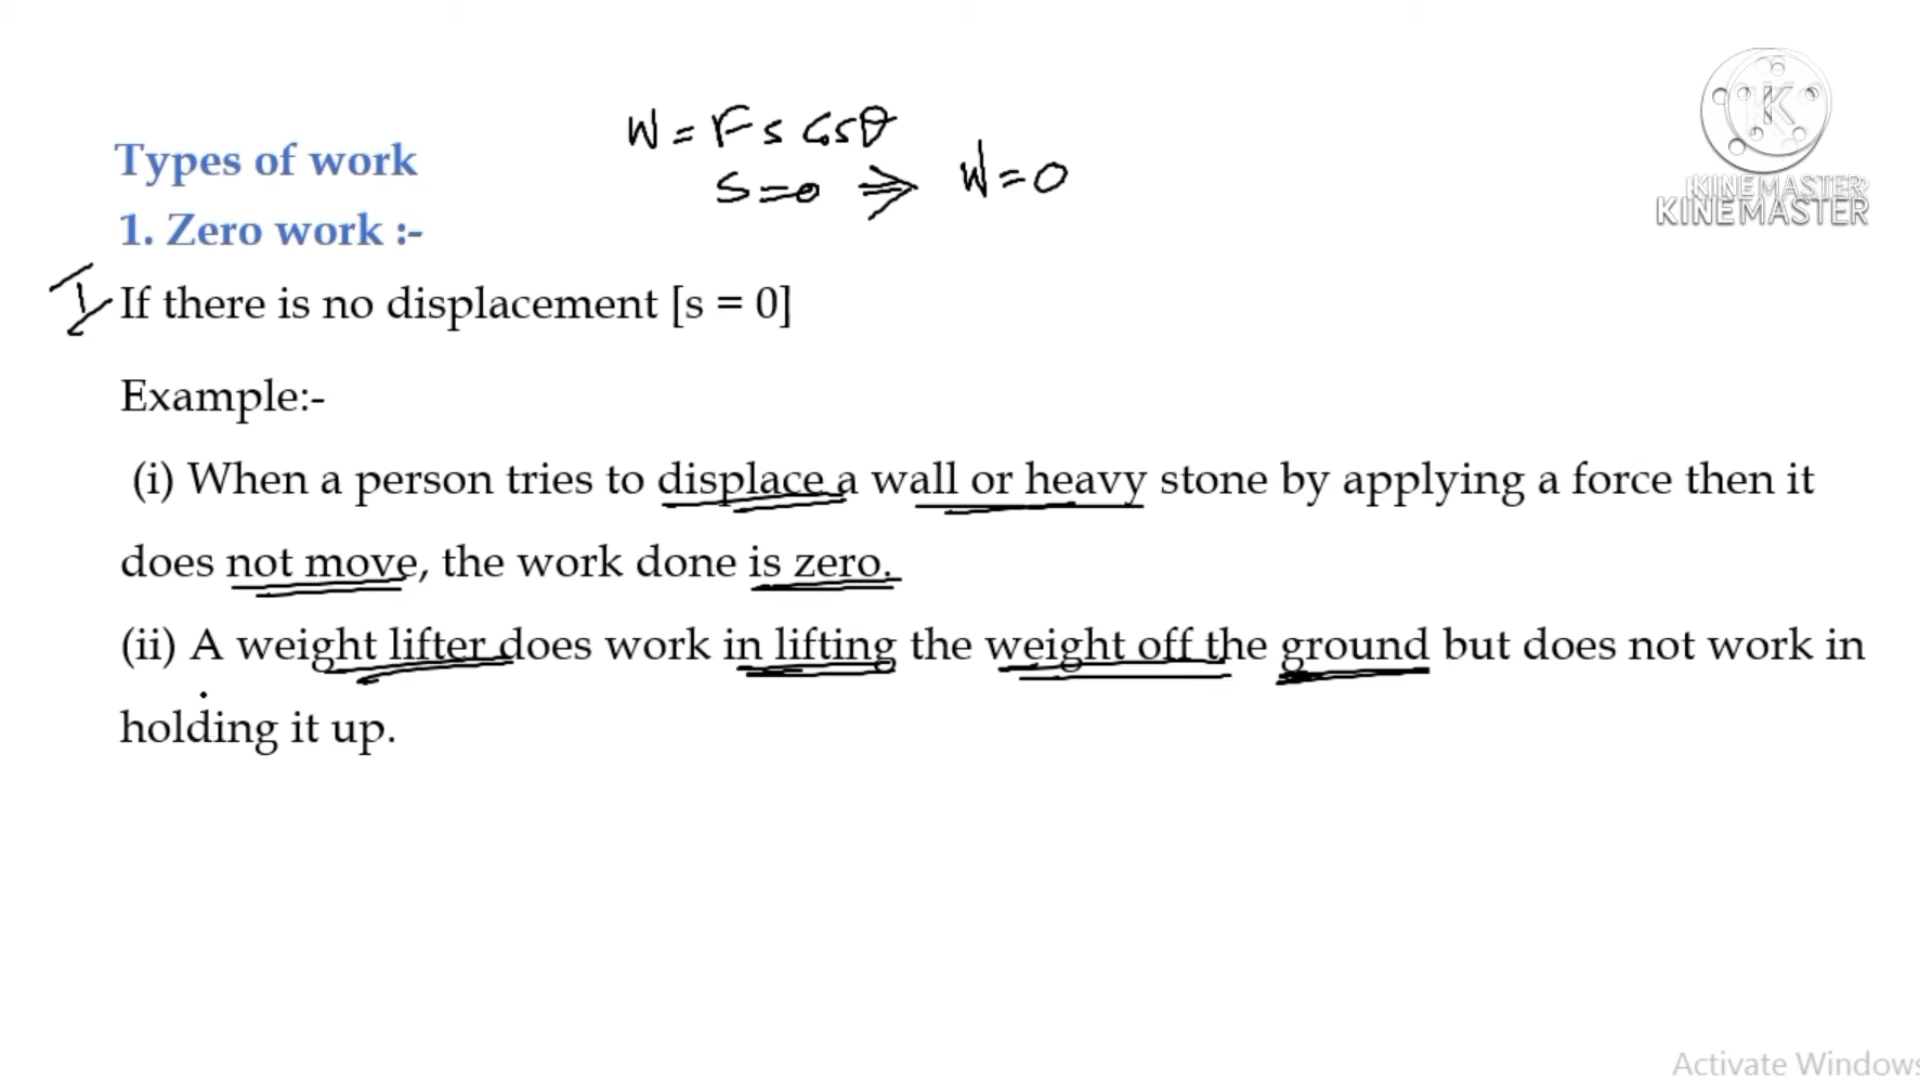 W = Fs Cosθ
s=0 ⇒ W=0
Types of work
1. Zero work :-
I If there is no displacement [s = 0]
Example:-
(i) When a person tries to displace a wall or heavy stone by applying a force then it
does not move, the work done is zero.
(ii) A weight lifter does work in lifting the weight off the ground but does not work in
holding it up.
K
KINEMASTER
KINEMASTER
Activate Windows